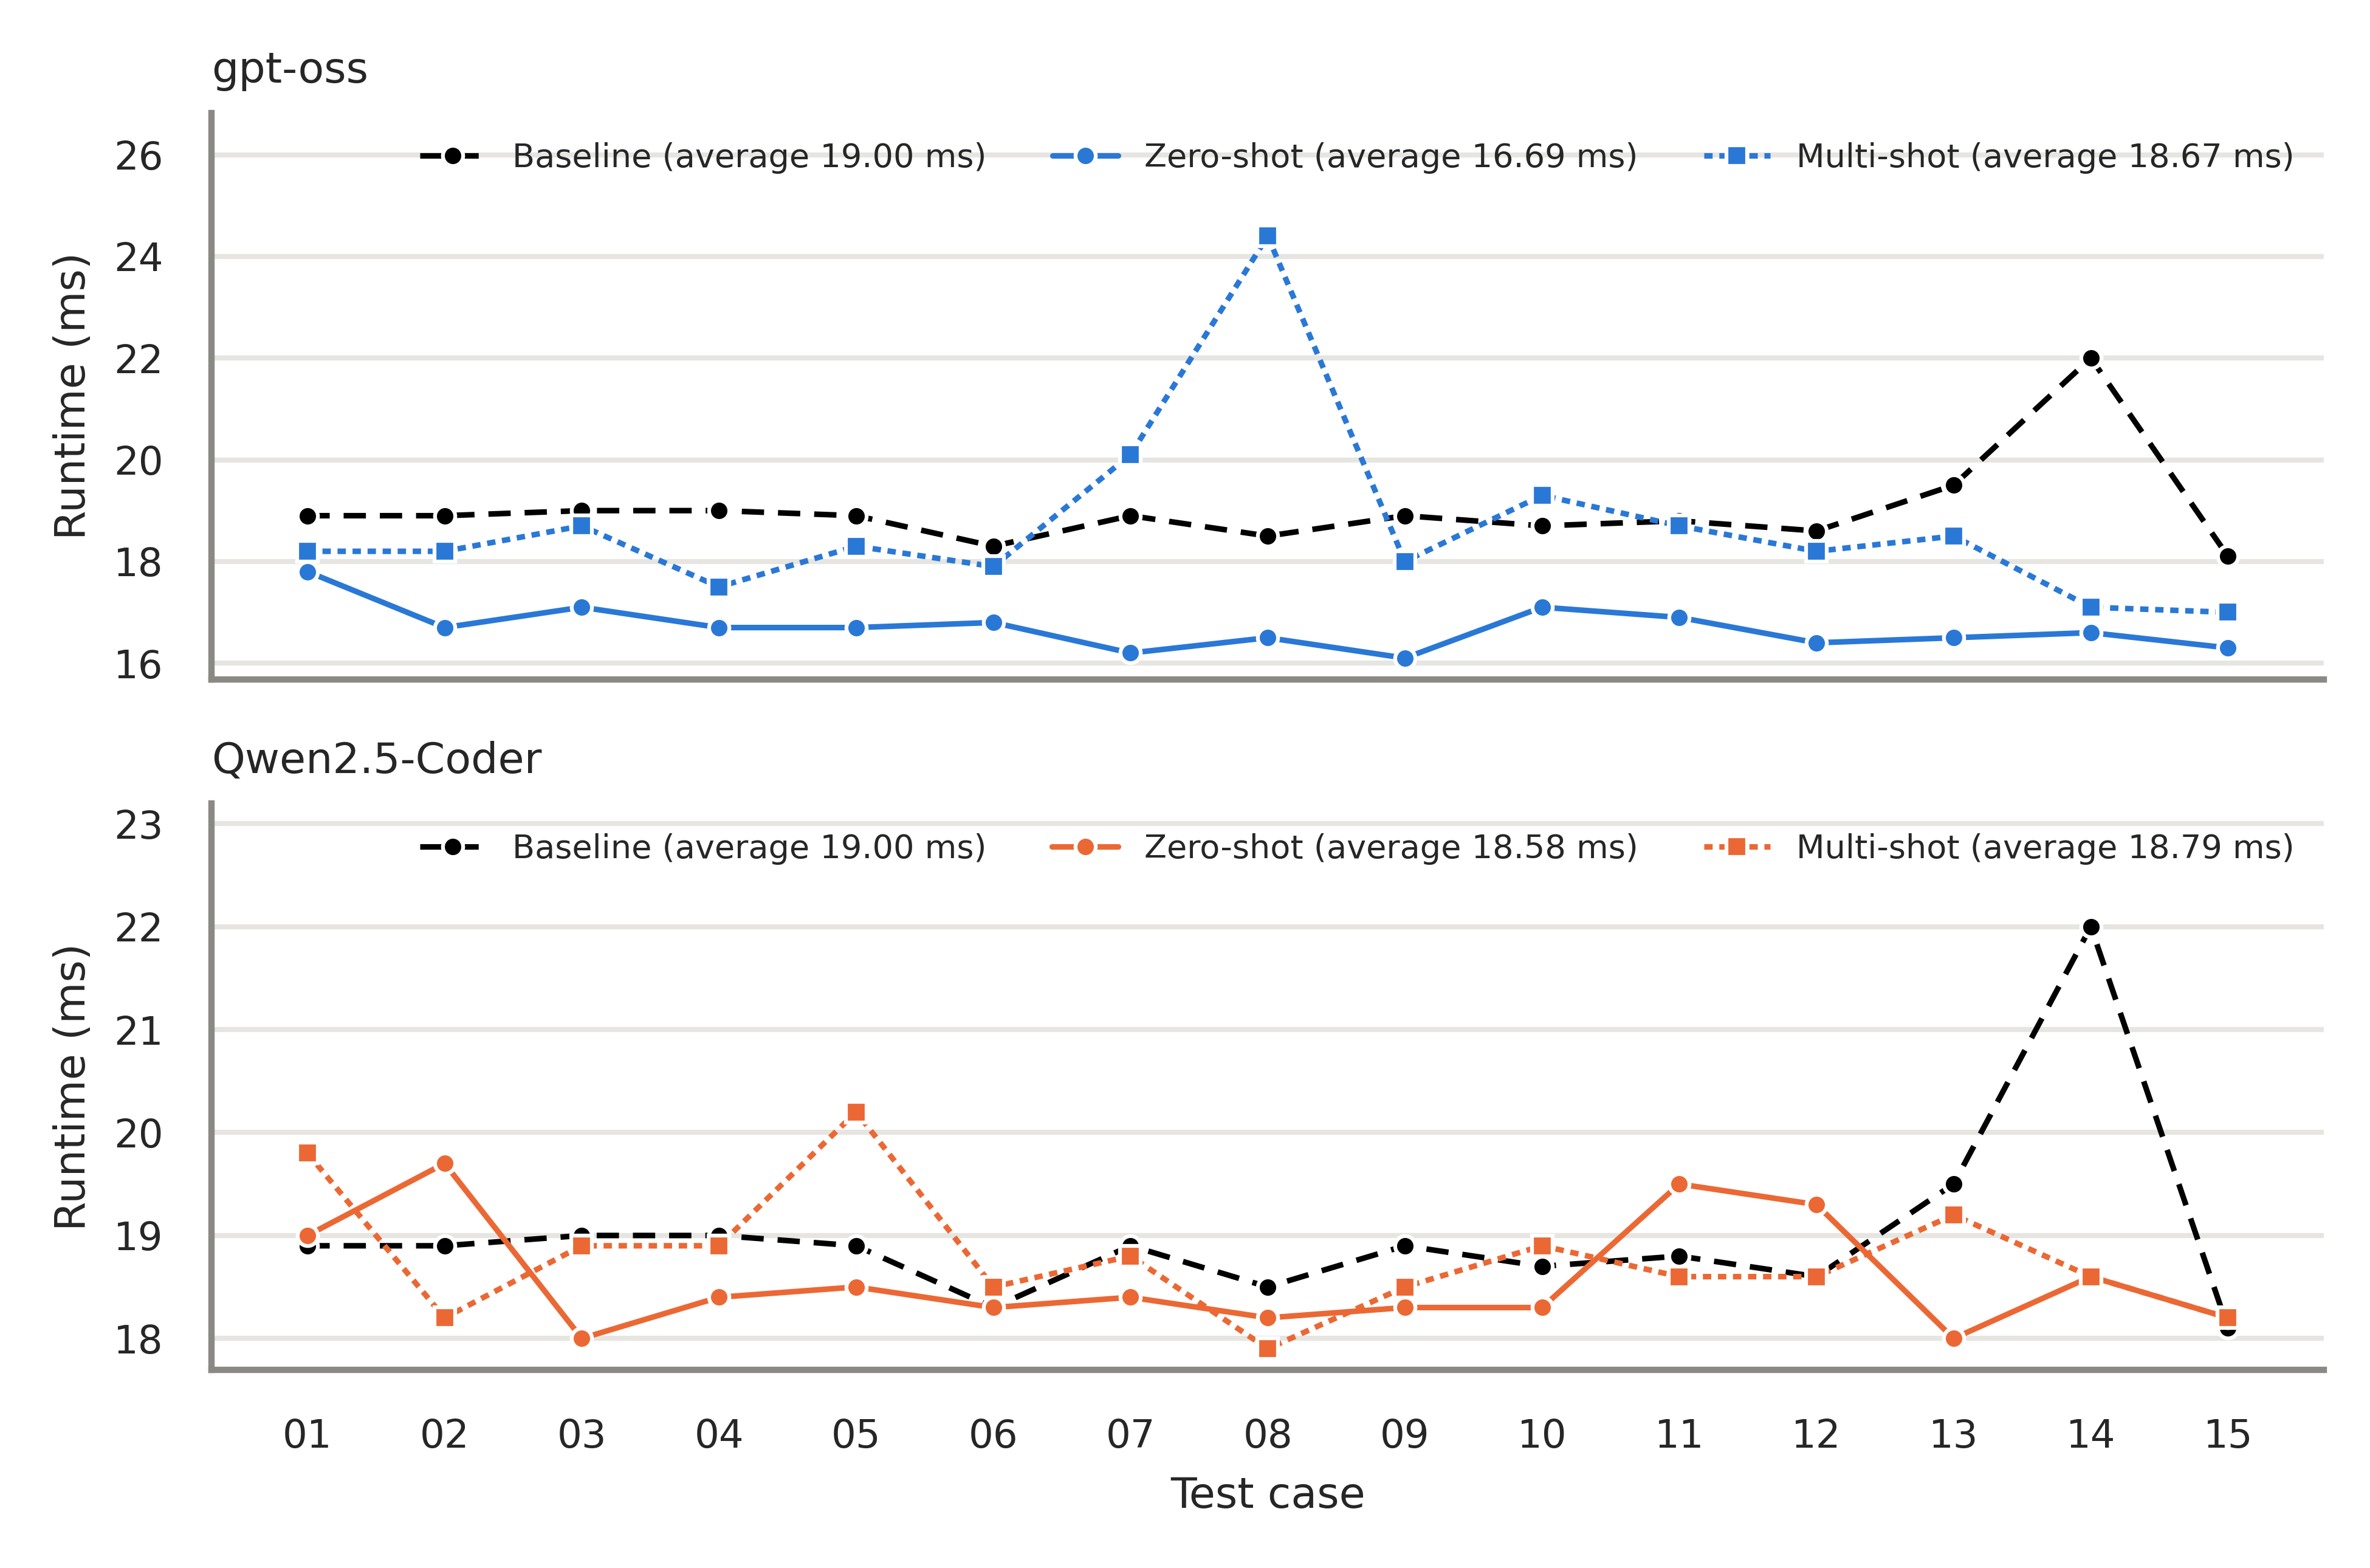 gpt-oss
Runtime (ms)
26
24
22
20
18
16
Baseline (average 19.00 ms)
Zero-shot (average 16.69 ms)
Multi-shot (average 18.67 ms)
Qwen2.5-Coder
Runtime (ms)
23
22
21
20
19
18
Baseline (average 19.00 ms)
Zero-shot (average 18.58 ms)
Multi-shot (average 18.79 ms)
01 02 03 04 05 06 07 08 09 10 11 12 13 14 15
Test case